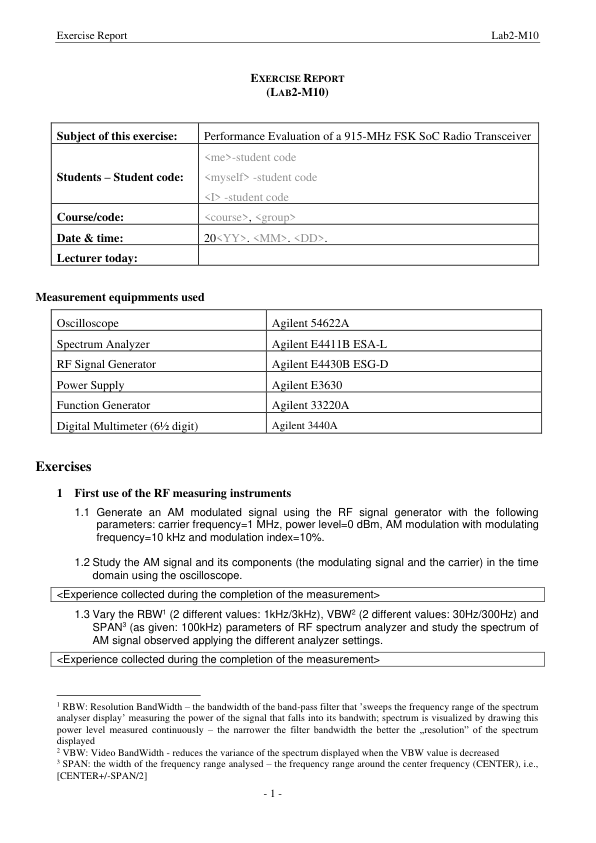 Exercise Report Lab2-M10
EXERCISE REPORT
(LAB2-M10)
Subject of this exercise: Performance Evaluation of a 915-MHz FSK SoC Radio Transceiver
Students – Student code:
<me>-student code
<myself> -student code
<I> -student code
Course/code: <course>, <group>
Date & time: 20<YY>. <MM>. <DD>.
Lecturer today:
Measurement equipmments used
Oscilloscope Agilent 54622A
Spectrum Analyzer Agilent E4411B ESA-L
RF Signal Generator Agilent E4430B ESG-D
Power Supply Agilent E3630
Function Generator Agilent 33220A
Digital Multimeter (6½ digit) Agilent 3440A
Exercises
1 First use of the RF measuring instruments
1.1 Generate an AM modulated signal using the RF signal generator with the following
parameters: carrier frequency=1 MHz, power level=0 dBm, AM modulation with modulating
frequency=10 kHz and modulation index=10%.
1.2 Study the AM signal and its components (the modulating signal and the carrier) in the time
domain using the oscilloscope.
<Experience collected during the completion of the measurement>
1.3 Vary the RBW¹ (2 different values: 1kHz/3kHz), VBW² (2 different values: 30Hz/300Hz) and
SPAN³ (as given: 100kHz) parameters of RF spectrum analyzer and study the spectrum of
AM signal observed applying the different analyzer settings.
<Experience collected during the completion of the measurement>
¹ RBW: Resolution BandWidth – the bandwidth of the band-pass filter that 'sweeps the frequency range of the spectrum
analyser display' measuring the power of the signal that falls into its bandwith; spectrum is visualized by drawing this
power level measured continuously – the narrower the filter bandwidth the better the „resolution" of the spectrum
displayed
² VBW: Video BandWidth - reduces the variance of the spectrum displayed when the VBW value is decreased
³ SPAN: the width of the frequency range analysed – the frequency range around the center frequency (CENTER), i.e.,
[CENTER+/-SPAN/2]
- 1 -